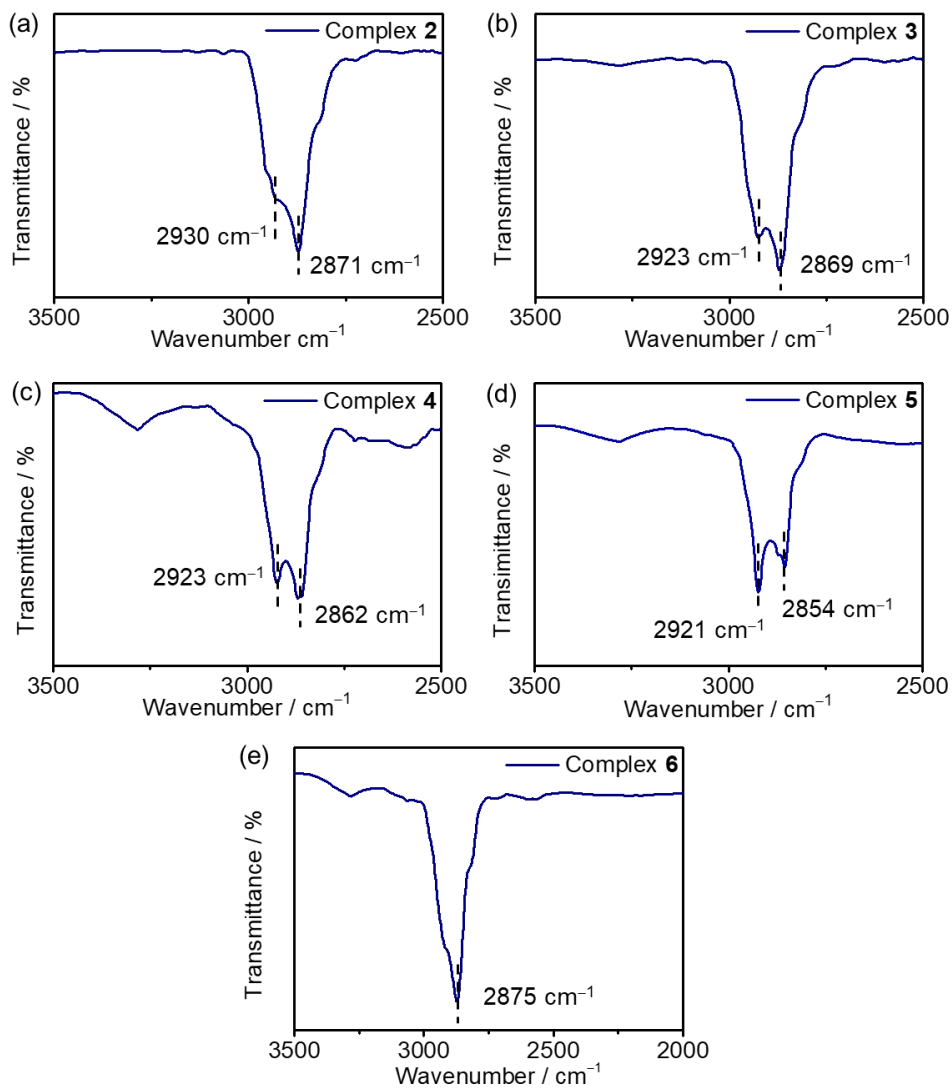 (a)
Complex 2
Transmittance / %
2930 cm⁻¹
2871 cm⁻¹
3500 3000 2500
Wavenumber cm⁻¹
(b)
Complex 3
Transmittance / %
2923 cm⁻¹
2869 cm⁻¹
3500 3000 2500
Wavenumber cm⁻¹
(c)
Complex 4
Transmittance / %
2923 cm⁻¹
2862 cm⁻¹
3500 3000 2500
Wavenumber / cm⁻¹
(d)
Complex 5
Transimittance / %
2854 cm⁻¹
2921 cm⁻¹
3500 3000 2500
Wavenumber / cm⁻¹
(e)
Complex 6
Transmittance / %
2875 cm⁻¹
3500 3000 2500 2000
Wavenumber / cm⁻¹